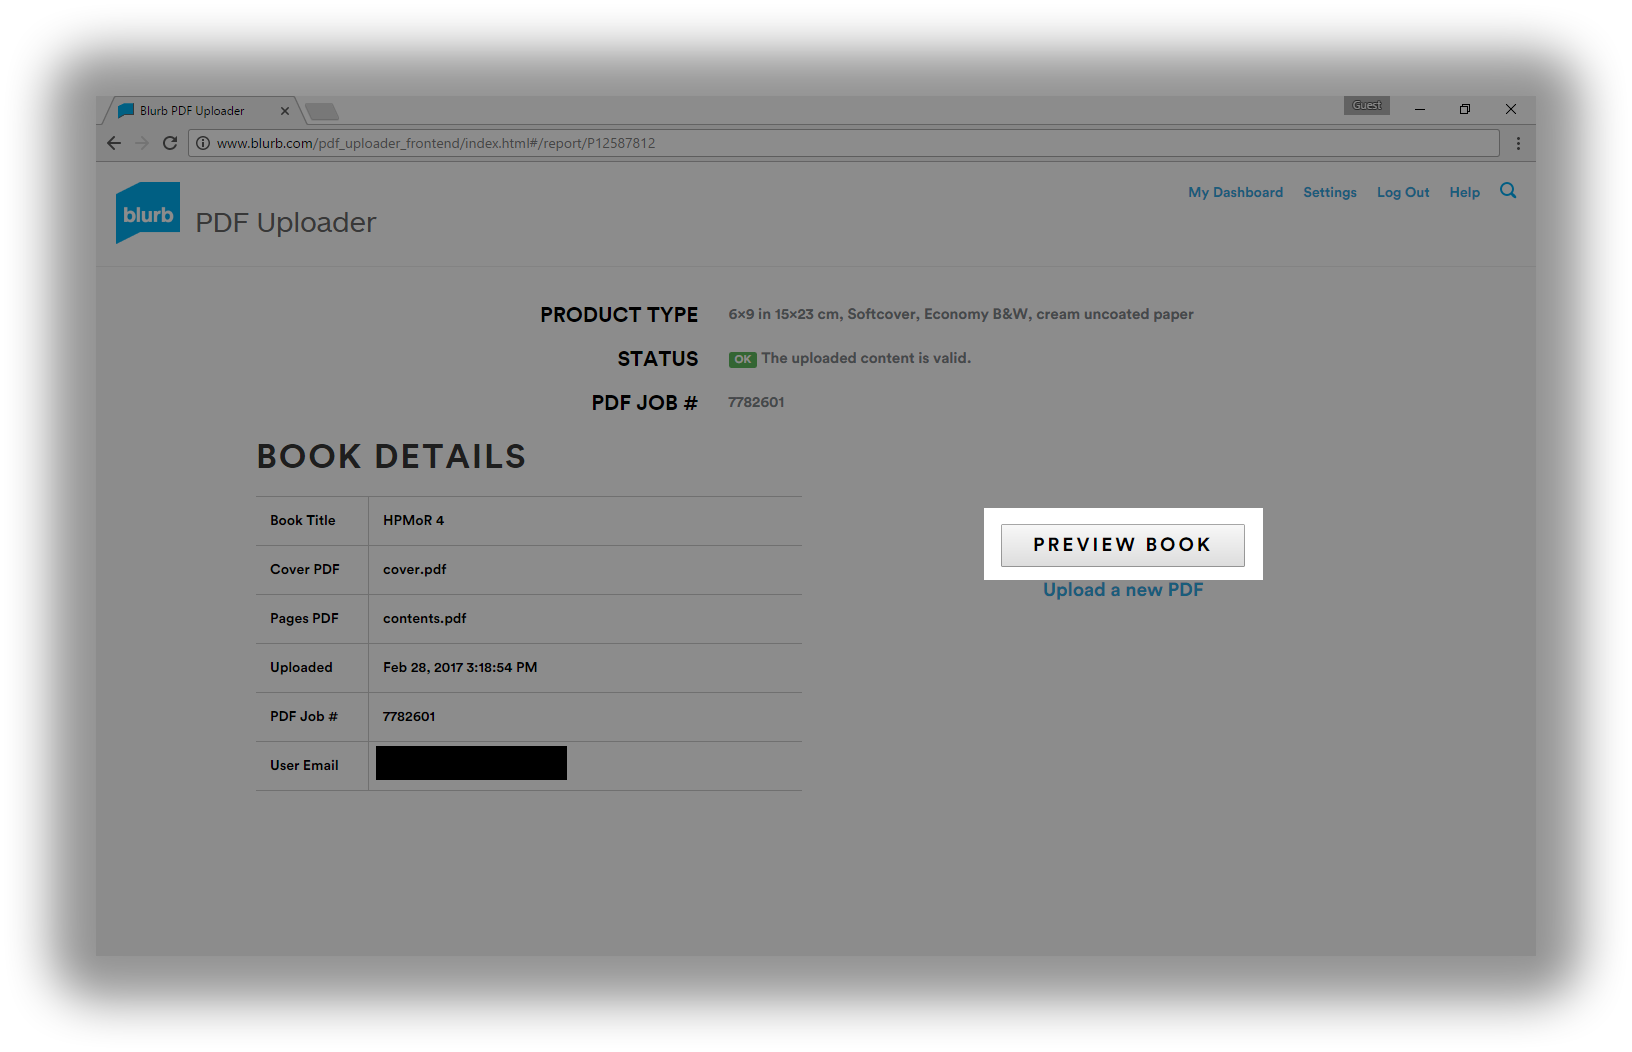 Blurb PDF Uploader
Guest
www.blurb.com/pdf_uploader_frontend/index.html#/report/P12587812
blurb
PDF Uploader
My Dashboard Settings Log Out Help
PRODUCT TYPE 6×9 in 15×23 cm, Softcover, Economy B&W, cream uncoated paper
STATUS OK The uploaded content is valid.
PDF JOB # 7782601
BOOK DETAILS
Book Title HPMoR 4
Cover PDF cover.pdf
Pages PDF contents.pdf
Uploaded Feb 28, 2017 3:18:54 PM
PDF Job # 7782601
User Email
PREVIEW BOOK
Upload a new PDF